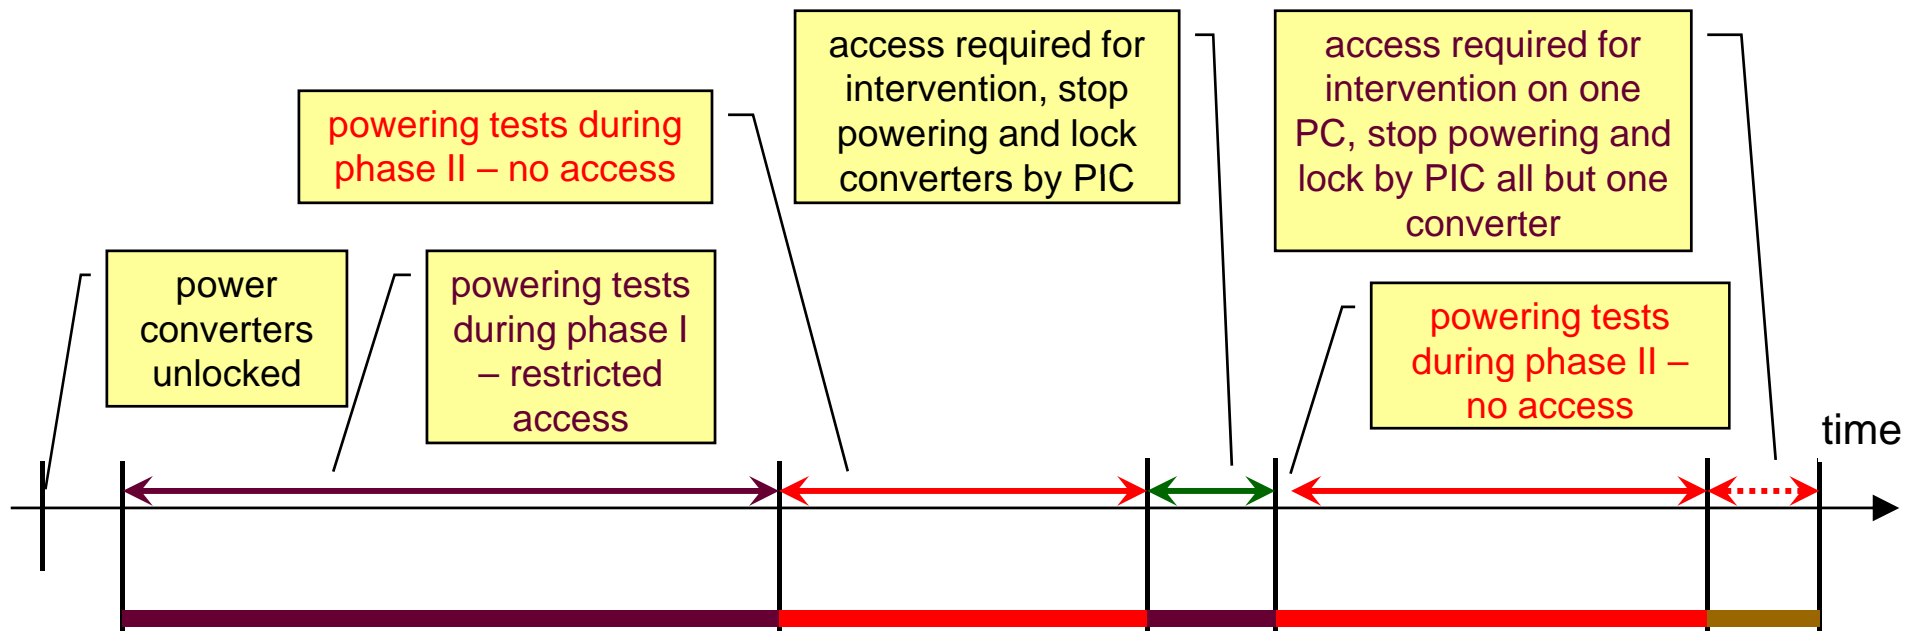 power
converters
unlocked
powering tests
during phase I
– restricted
access
powering tests during
phase II – no access
access required for
intervention, stop
powering and lock
converters by PIC
access required for
intervention on one
PC, stop powering and
lock by PIC all but one
converter
powering tests
during phase II –
no access
time